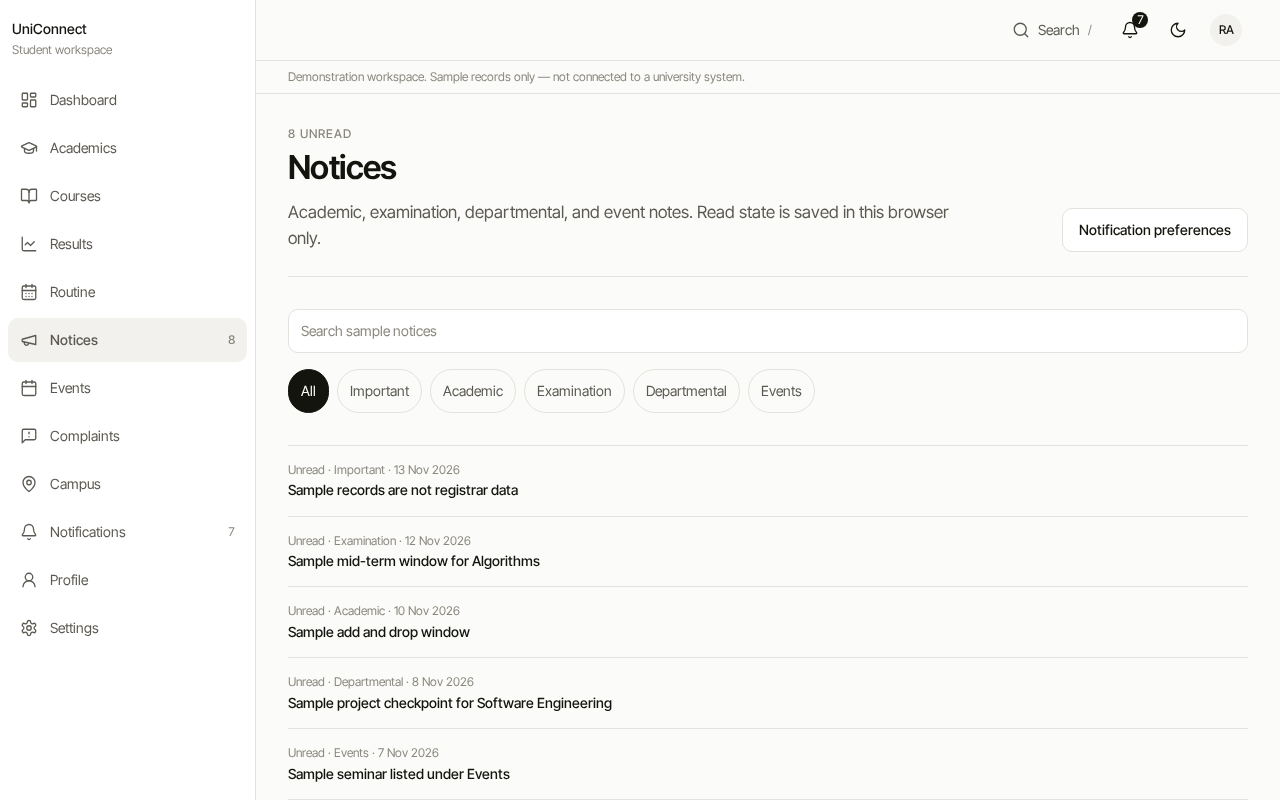 UniConnect
Student workspace
Dashboard
Academics
Courses
Results
Routine
Notices 8
Events
Complaints
Campus
Notifications 7
Profile
Settings
Search /
7
RA
Demonstration workspace. Sample records only — not connected to a university system.
8 UNREAD
Notices
Academic, examination, departmental, and event notes. Read state is saved in this browser
only.
Notification preferences
Search sample notices
All
Important
Academic
Examination
Departmental
Events
Unread · Important · 13 Nov 2026
Sample records are not registrar data
Unread · Examination · 12 Nov 2026
Sample mid-term window for Algorithms
Unread · Academic · 10 Nov 2026
Sample add and drop window
Unread · Departmental · 8 Nov 2026
Sample project checkpoint for Software Engineering
Unread · Events · 7 Nov 2026
Sample seminar listed under Events